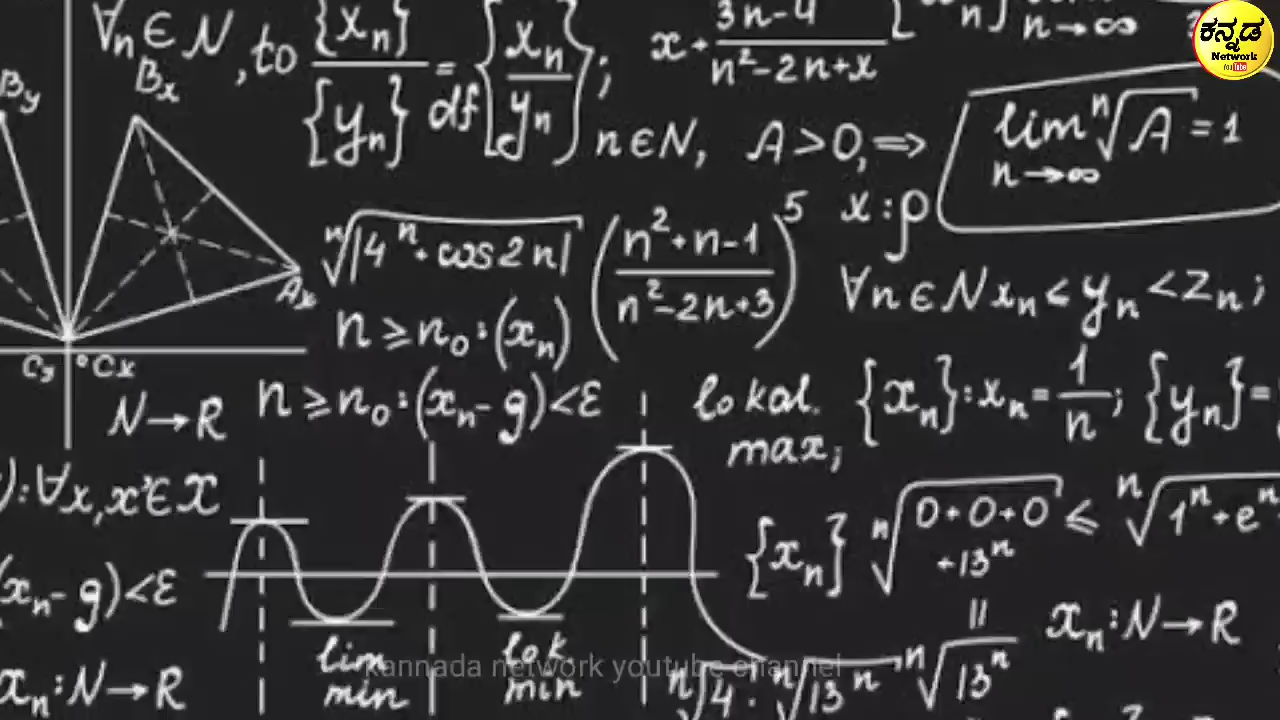 ∀n ∈ N, to {xn}/{yn} = df{xn/yn};
x + (3n-4)/(n²-2n+x)
n→∞
ಕನ್ನಡ
Network
YouTube
By
Bx
n∈N, A>0, ⇒
lim n→∞ ⁿ√A = 1
ⁿ√|4ⁿ·cos2n|
((n²+n-1)/(n²-2n+3))⁵
x:ρ
Ax
n ≥ n₀:(xn)
∀n∈N xn < yn < zn;
Cx
N→R
n ≥ n₀:(xn-g)<ε
lokal.
max;
{xn}:xn=1/n; {yn}=
):∀x,x'∈X
{xn} ⁿ√(0+0+0+13ⁿ) ≤ ⁿ√(1ⁿ+eⁿ
(xn-g)<ε
=
xn:N→R
lim
min
lok
min
kannada network youtube channel
xn:N→R
ⁿ√4 · ⁿ√13ⁿ
ⁿ√13ⁿ